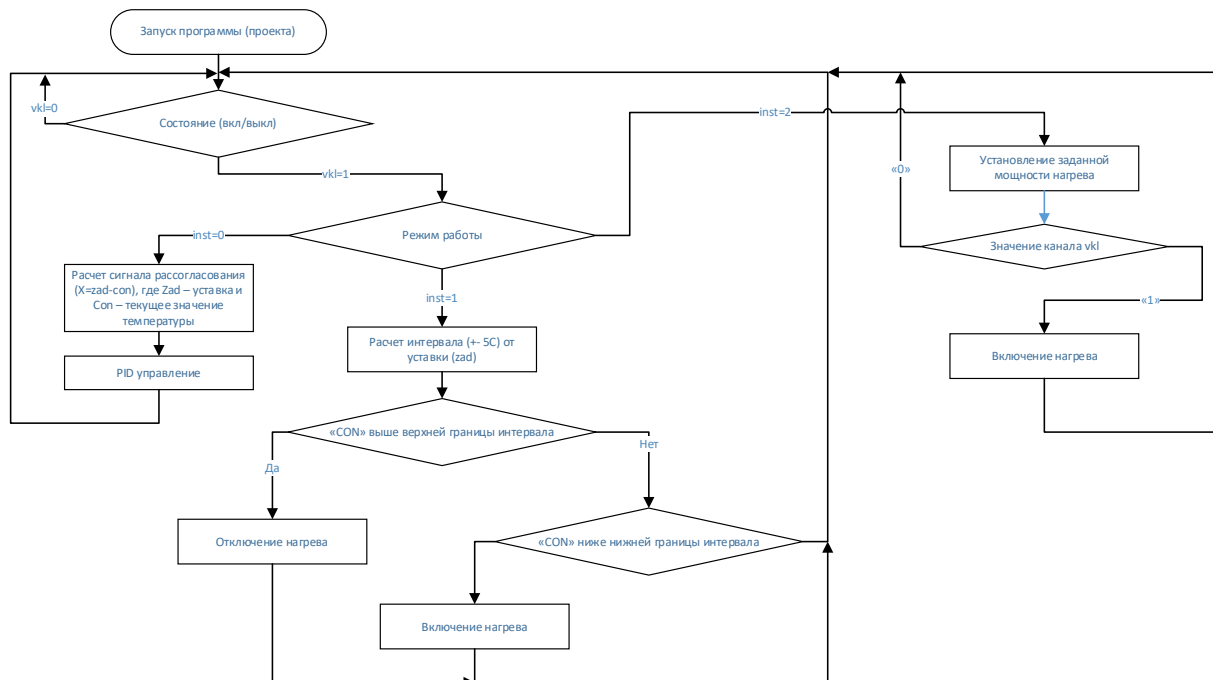 Запуск программы (проекта)
vkl=0
Состояние (вкл/выкл)
vkl=1
inst=2
Установление заданной
мощности нагрева
«0»
Значение канала vkl
«1»
Включение нагрева
Режим работы
inst=0
Расчет сигнала рассогласования
(X=zad-con), где Zad – уставка и
Con – текущее значение
температуры
PID управление
inst=1
Расчет интервала (+- 5С) от
уставки (zad)
«CON» выше верхней границы интервала
Да
Нет
Отключение нагрева
«CON» ниже нижней границы интервала
Включение нагрева